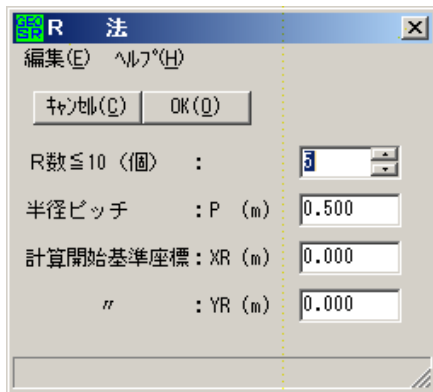 GEO SR R 法
編集(E) ﾍﾙﾌﾟ(H)
ｷｬﾝｾﾙ(C) OK(O)
R数≦10 (個) : 5
半径ピッチ :P (m) 0.500
計算開始基準座標:XR (m) 0.000
〃 :YR (m) 0.000